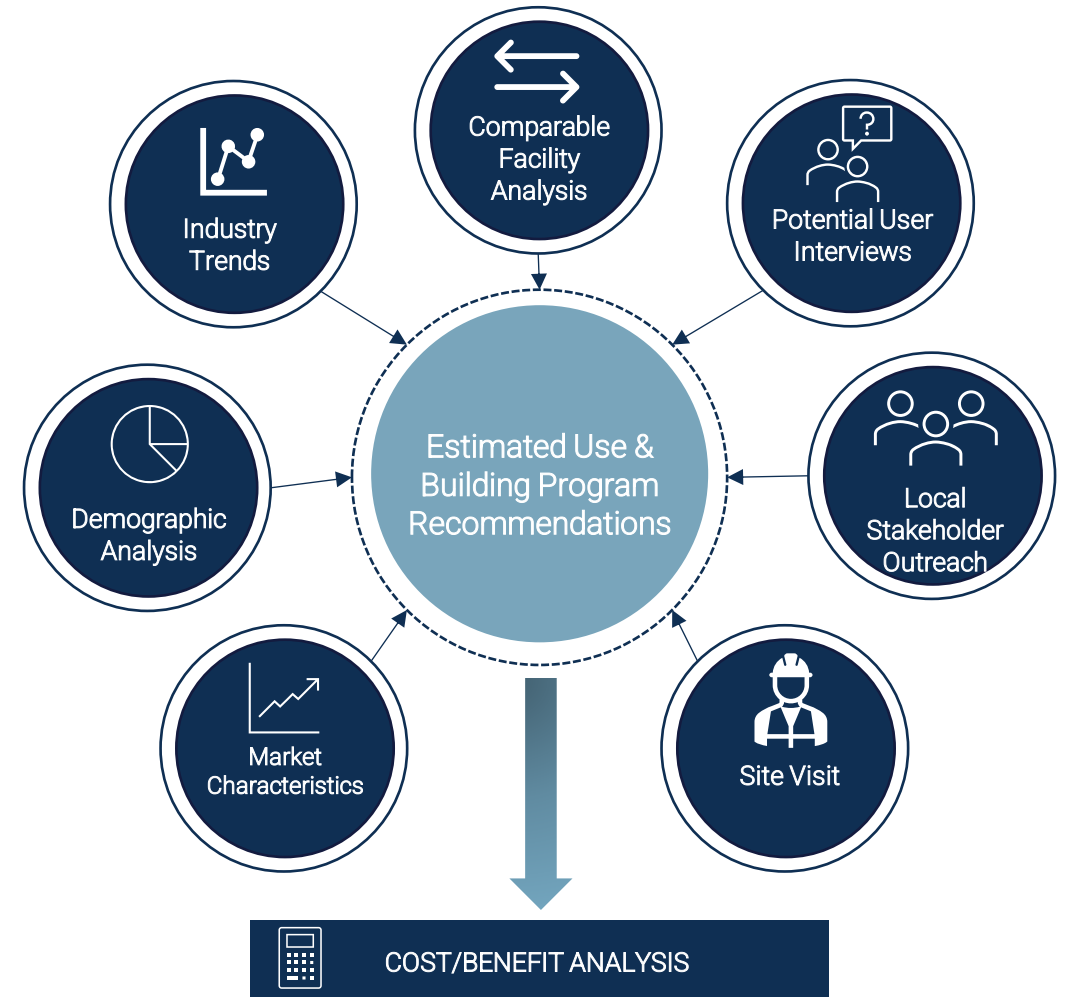 Comparable
Facility
Analysis
?
Potential User
Interviews
Industry
Trends
Estimated Use &
Building Program
Recommendations
Local
Stakeholder
Outreach
Demographic
Analysis
Market
Characteristics
Site Visit
COST/BENEFIT ANALYSIS